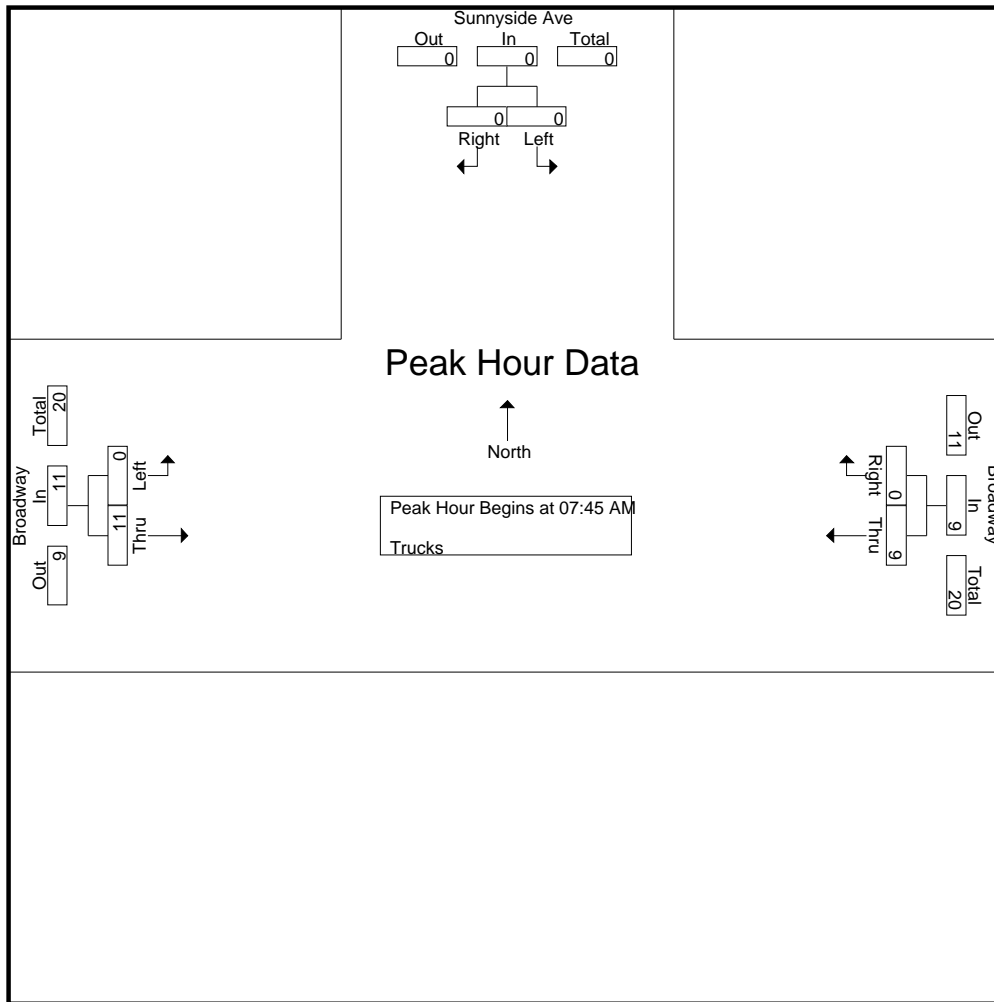 Sunnyside Ave
Out In Total
0 0 0
0 0
Right Left
Peak Hour Data
North
Peak Hour Begins at 07:45 AM
Trucks
Broadway
Out In Total
9 11 20
Left Thru
0 11
Broadway
Out In Total
11 9 20
Right Thru
0 9